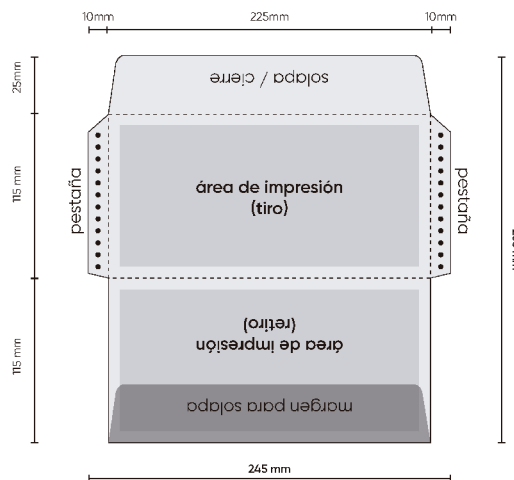 10mm 225mm 10mm
25mm
solapa / cierre
115 mm
pestaña
área de impresión
(tiro)
pestaña
115 mm
área de impresión
(retiro)
margen para solapa
245 mm